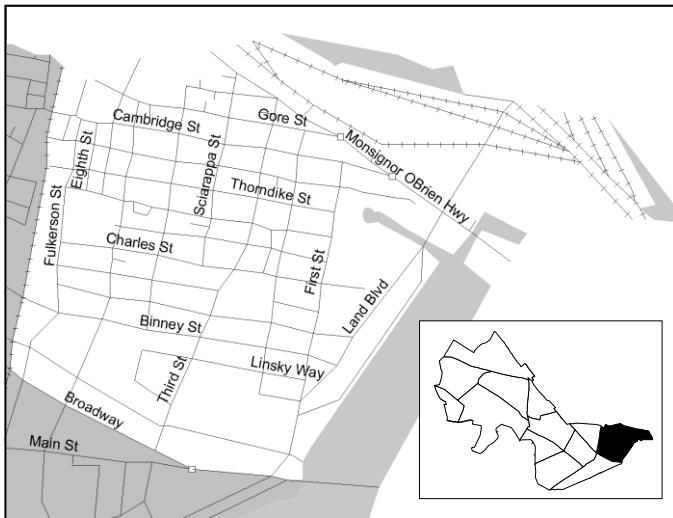 Gore St
Cambridge St
Monsignor OBrien Hwy
Sciarappa St
Eighth St
Thorndike St
Fulkerson St
Charles St
First St
Land Blvd
Binney St
Linsky Way
Third St
Broadway
Main St